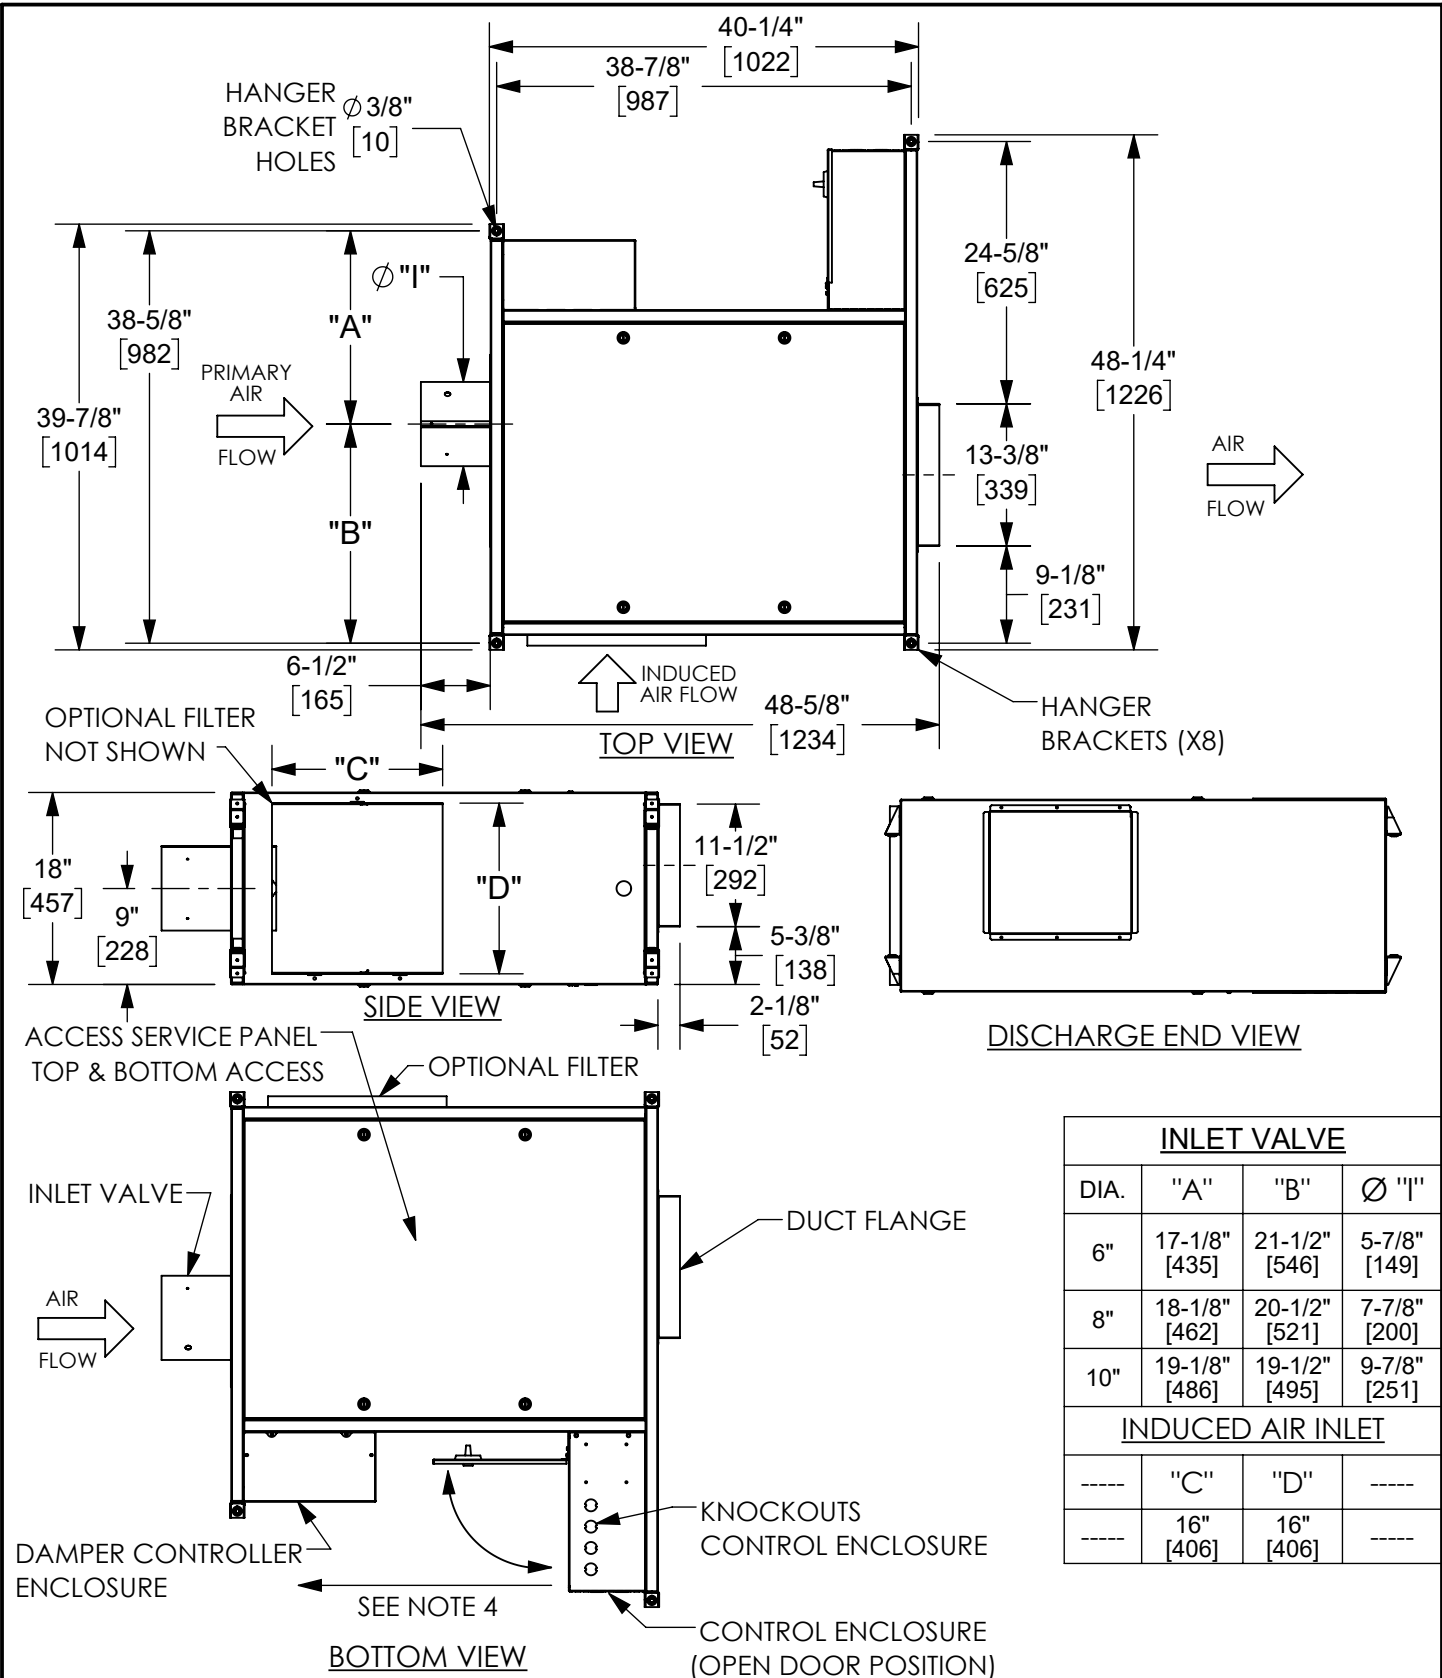 40-1/4"
[1022]
38-7/8"
[987]
HANGER
BRACKET
HOLES
Ø 3/8"
[10]
Ø "I"
"A"
38-5/8"
[982]
PRIMARY
AIR
FLOW
39-7/8"
[1014]
"B"
24-5/8"
[625]
48-1/4"
[1226]
13-3/8"
[339]
AIR
FLOW
9-1/8"
[231]
6-1/2"
[165]
INDUCED
AIR FLOW
48-5/8"
[1234]
TOP VIEW
HANGER
BRACKETS (X8)
OPTIONAL FILTER
NOT SHOWN
"C"
18"
[457]
9"
[228]
"D"
11-1/2"
[292]
5-3/8"
[138]
2-1/8"
[52]
SIDE VIEW
DISCHARGE END VIEW
ACCESS SERVICE PANEL
TOP & BOTTOM ACCESS
OPTIONAL FILTER
INLET VALVE
DUCT FLANGE
AIR
FLOW
DAMPER CONTROLLER
ENCLOSURE
SEE NOTE 4
KNOCKOUTS
CONTROL ENCLOSURE
CONTROL ENCLOSURE
(OPEN DOOR POSITION)
BOTTOM VIEW
INLET VALVE
DIA. "A" "B" Ø "I"
6" 17-1/8" 21-1/2" 5-7/8"
[435] [546] [149]
8" 18-1/8" 20-1/2" 7-7/8"
[462] [521] [200]
10" 19-1/8" 19-1/2" 9-7/8"
[486] [495] [251]
INDUCED AIR INLET
----- "C" "D" -----
----- 16" 16" -----
[406] [406]